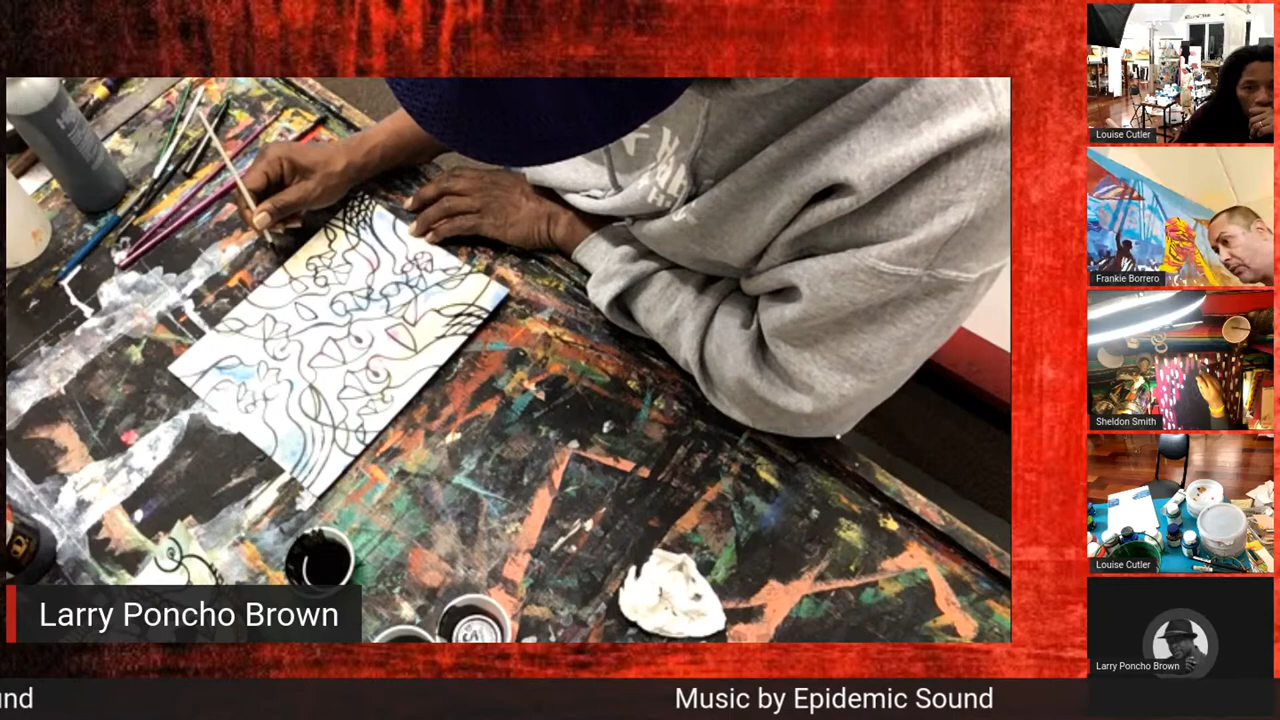 Louise Cutler
Frankie Borrero
Sheldon Smith
Louise Cutler
Larry Poncho Brown
Larry Poncho Brown
und
Music by Epidemic Sound